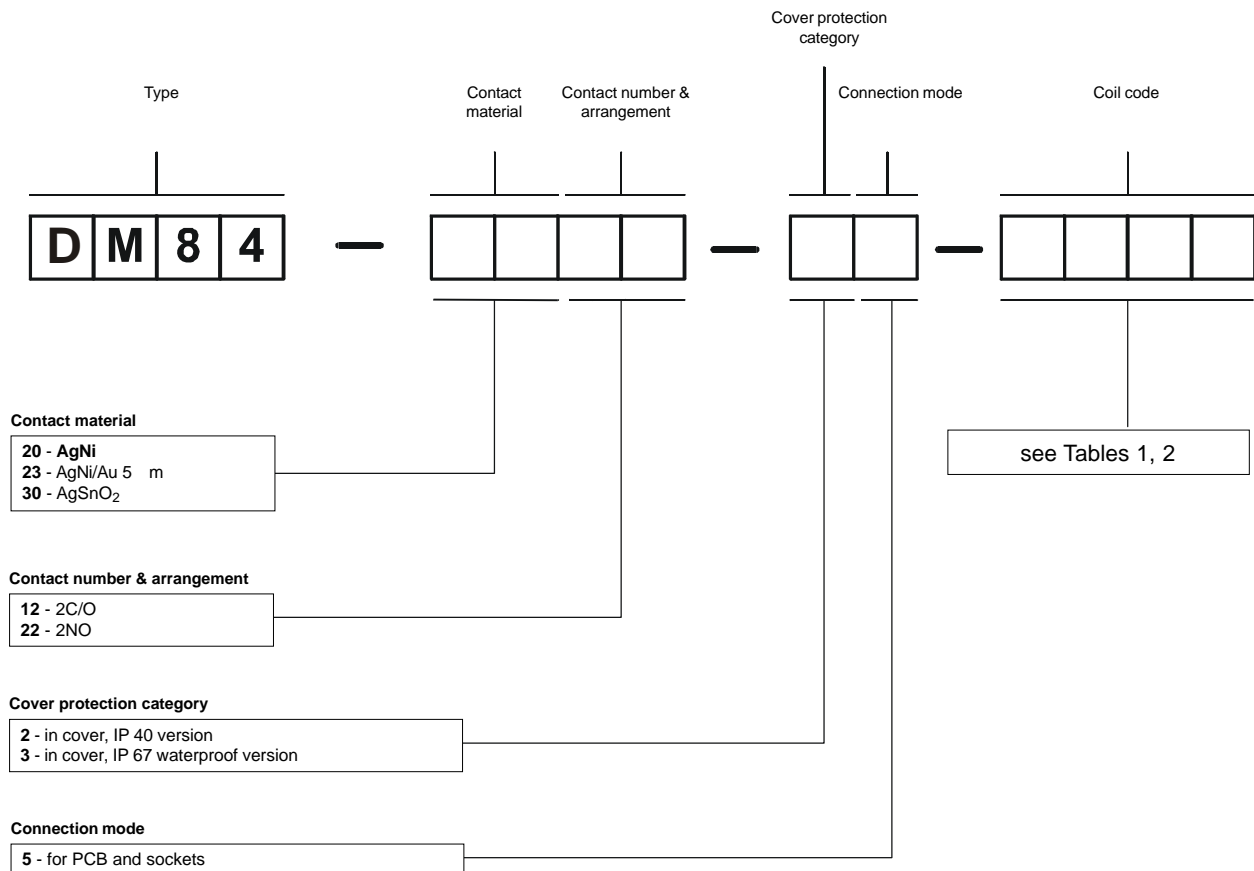 Cover protection
category
Type
Contact
material
Contact number &
arrangement
Connection mode
Coil code
DM84 — — —
Contact material
20 - AgNi
23 - AgNi/Au 5 m
30 - AgSnO₂
see Tables 1, 2
Contact number & arrangement
12 - 2C/O
22 - 2NO
Cover protection category
2 - in cover, IP 40 version
3 - in cover, IP 67 waterproof version
Connection mode
5 - for PCB and sockets